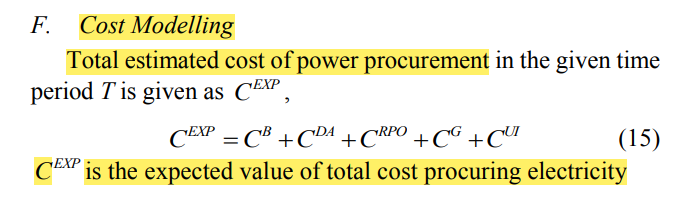 F. Cost Modelling
Total estimated cost of power procurement in the given time
period T is given as C^EXP ,
C^EXP = C^B + C^DA + C^RPO + C^G + C^UI (15)
C^EXP is the expected value of total cost procuring electricity